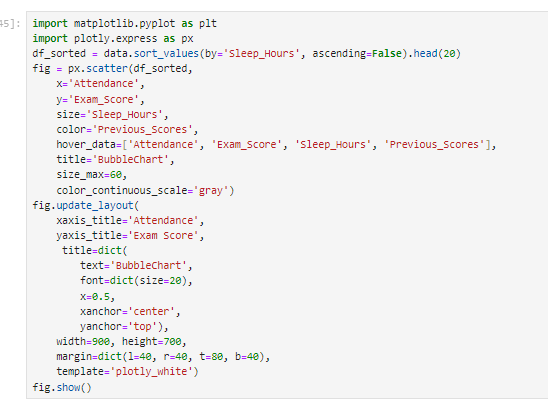 45]: import matplotlib.pyplot as plt
import plotly.express as px
df_sorted = data.sort_values(by='Sleep_Hours', ascending=False).head(20)
fig = px.scatter(df_sorted,
    x='Attendance',
    y='Exam_Score',
    size='Sleep_Hours',
    color='Previous_Scores',
    hover_data=['Attendance', 'Exam_Score', 'Sleep_Hours', 'Previous_Scores'],
    title='BubbleChart',
    size_max=60,
    color_continuous_scale='gray')
fig.update_layout(
    xaxis_title='Attendance',
    yaxis_title='Exam Score',
     title=dict(
        text='BubbleChart',
        font=dict(size=20),
        x=0.5,
        xanchor='center',
        yanchor='top'),
    width=900, height=700,
    margin=dict(l=40, r=40, t=80, b=40),
    template='plotly_white')
fig.show()